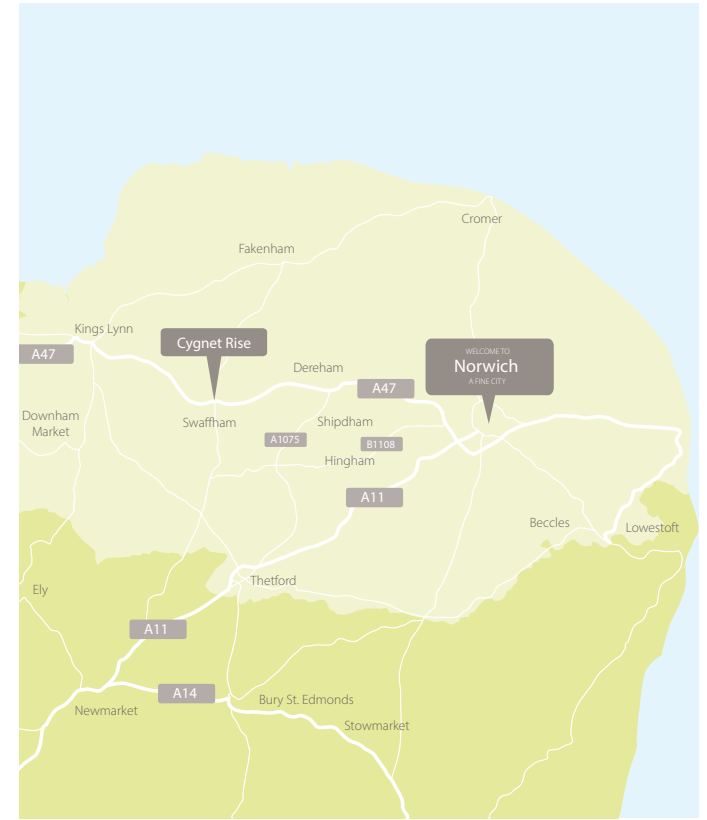 Cromer
Fakenham
Kings Lynn
Cygnet Rise
WELCOME TO
Norwich
A FINE CITY
A47
Dereham
A47
Downham
Market
Swaffham
Shipdham
A1075
B1108
Hingham
A11
Beccles
Lowestoft
Thetford
Ely
A11
A14
Bury St. Edmonds
Newmarket
Stowmarket